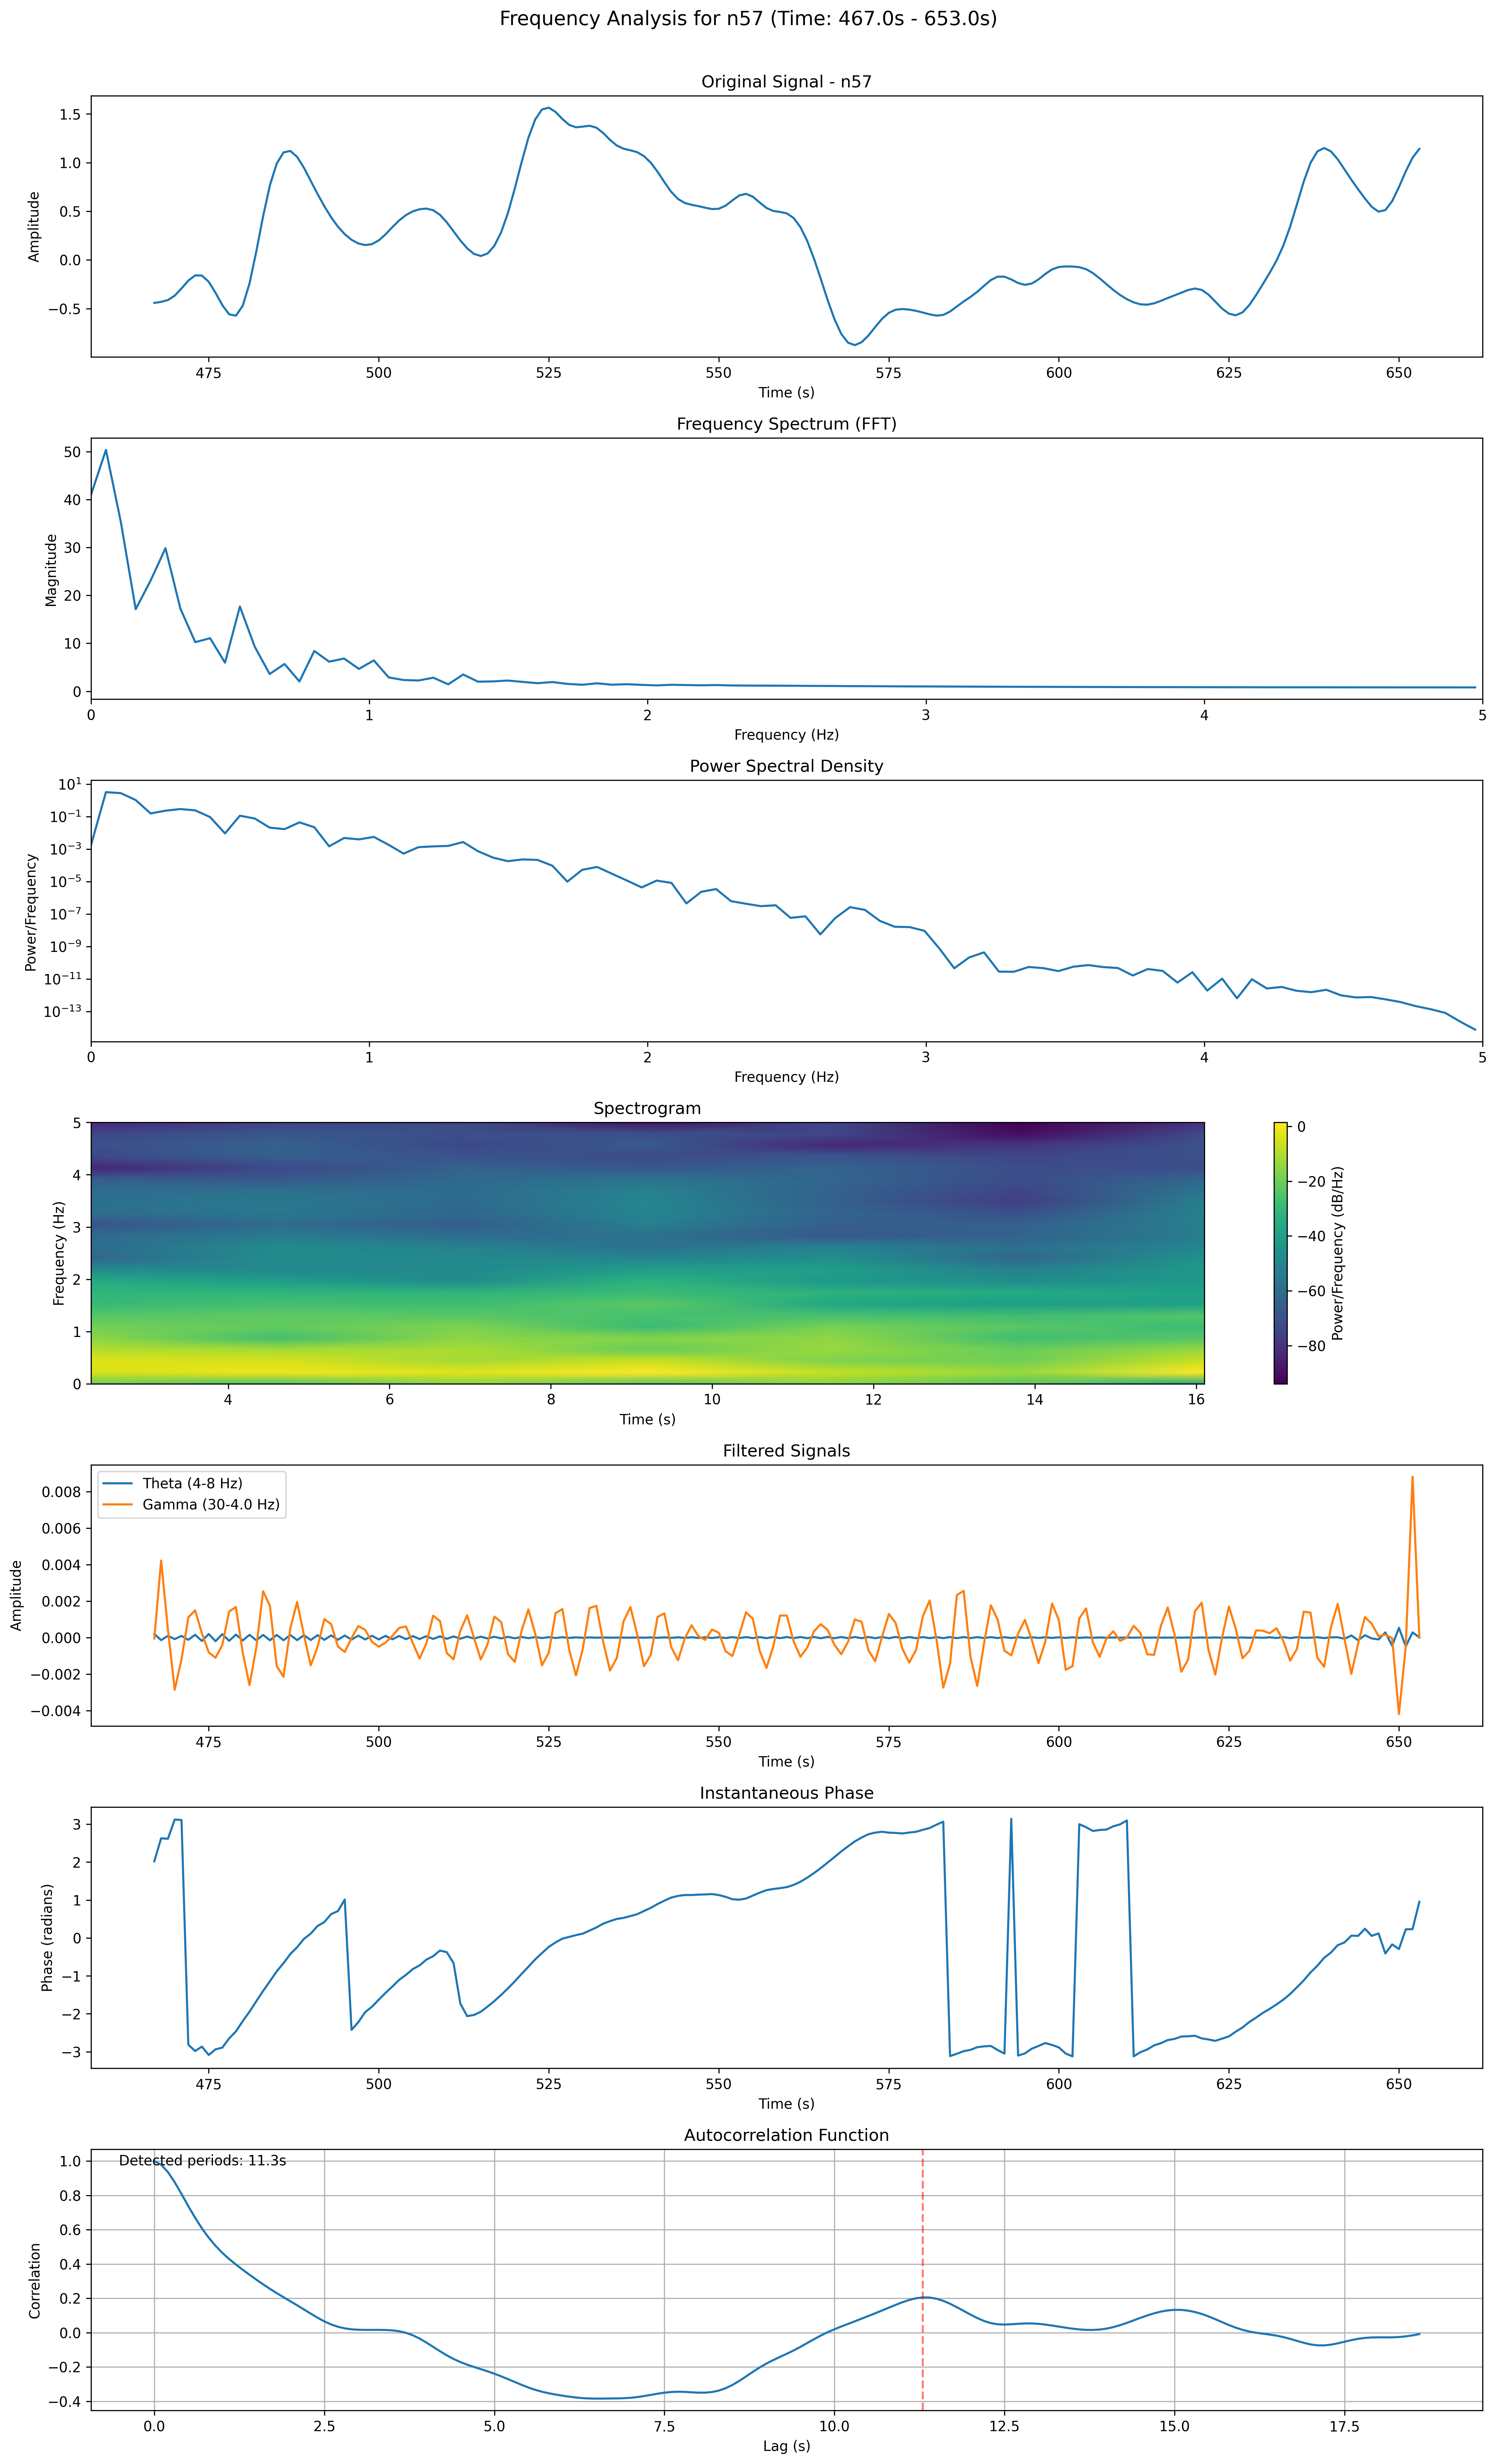 Frequency Analysis for n57 (Time: 467.0s - 653.0s)
Original Signal - n57
Amplitude
1.5
1.0
0.5
0.0
−0.5
475 500 525 550 575 600 625 650
Time (s)
Frequency Spectrum (FFT)
Magnitude
50
40
30
20
10
0
0 1 2 3 4 5
Frequency (Hz)
Power Spectral Density
Power/Frequency
10^1
10^−1
10^−3
10^−5
10^−7
10^−9
10^−11
10^−13
0 1 2 3 4 5
Frequency (Hz)
Spectrogram
Frequency (Hz)
5
4
3
2
1
0
4 6 8 10 12 14 16
Time (s)
0
−20
−40
−60
−80
Power/Frequency (dB/Hz)
Filtered Signals
Theta (4-8 Hz)
Gamma (30-4.0 Hz)
Amplitude
0.008
0.006
0.004
0.002
0.000
−0.002
−0.004
475 500 525 550 575 600 625 650
Time (s)
Instantaneous Phase
Phase (radians)
3
2
1
0
−1
−2
−3
475 500 525 550 575 600 625 650
Time (s)
Autocorrelation Function
Detected periods: 11.3s
Correlation
1.0
0.8
0.6
0.4
0.2
0.0
−0.2
−0.4
0.0 2.5 5.0 7.5 10.0 12.5 15.0 17.5
Lag (s)